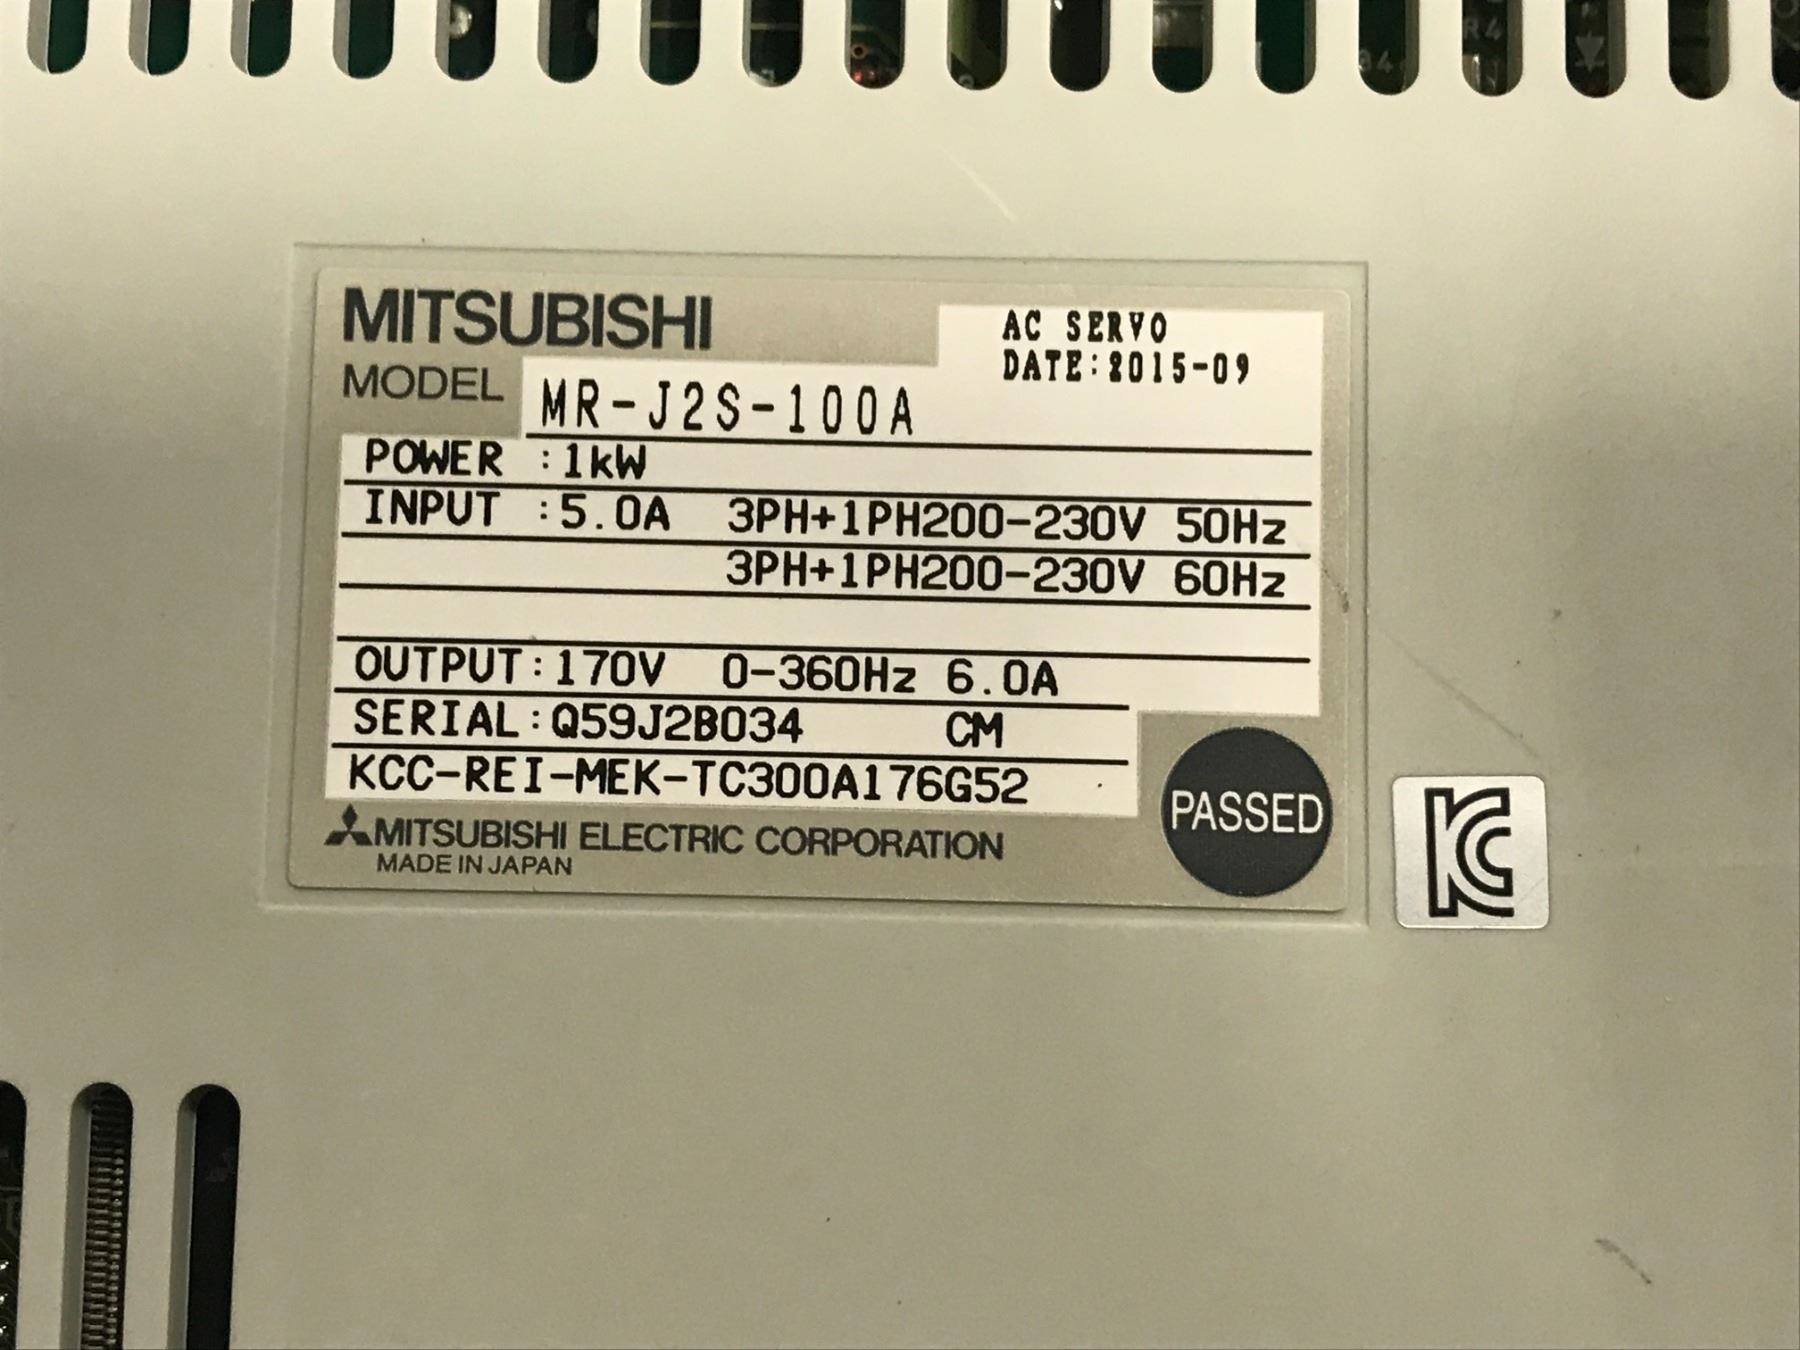 MITSUBISHI
AC SERVO
DATE:2015-09
MODEL MR-J2S-100A
POWER :1kW
INPUT :5.0A 3PH+1PH200-230V 50Hz
3PH+1PH200-230V 60Hz
OUTPUT:170V 0-360Hz 6.0A
SERIAL:Q59J2B034 CM
KCC-REI-MEK-TC300A176G52
PASSED
MITSUBISHI ELECTRIC CORPORATION
MADE IN JAPAN
KC